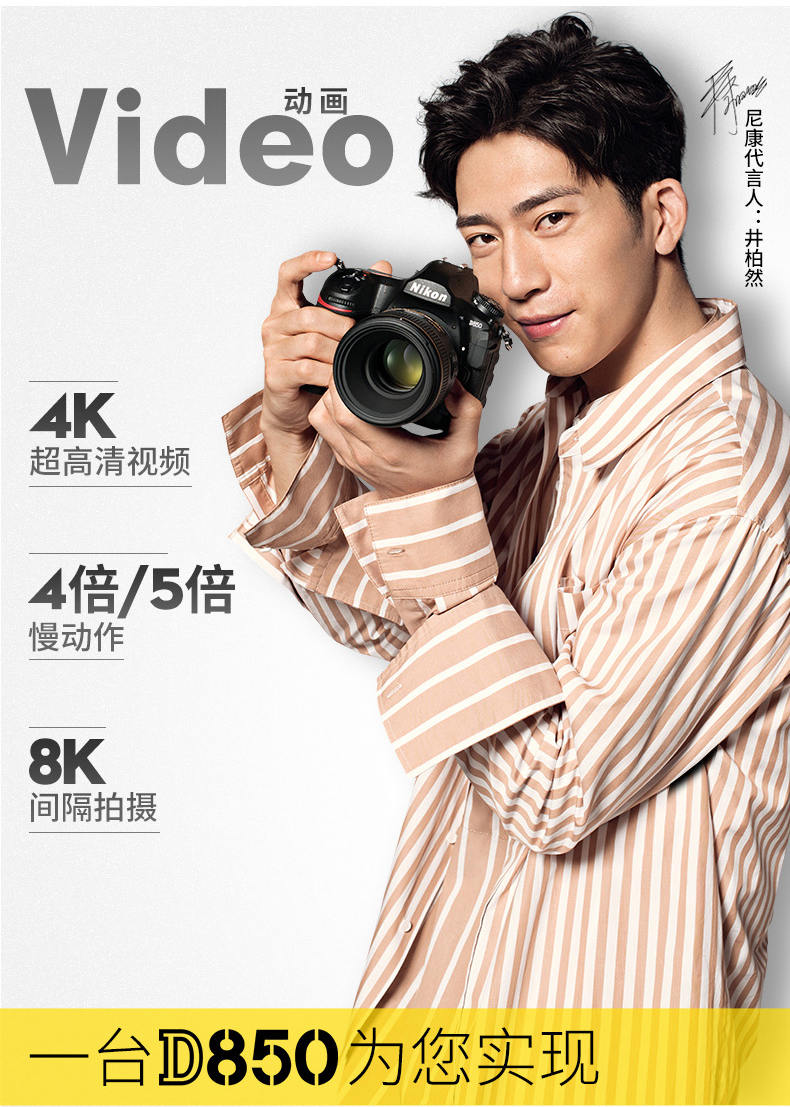 动画
Video
尼康代言人：井柏然
Nikon
D850
4K
超高清视频
4倍/5倍
慢动作
8K
间隔拍摄
一台D850为您实现